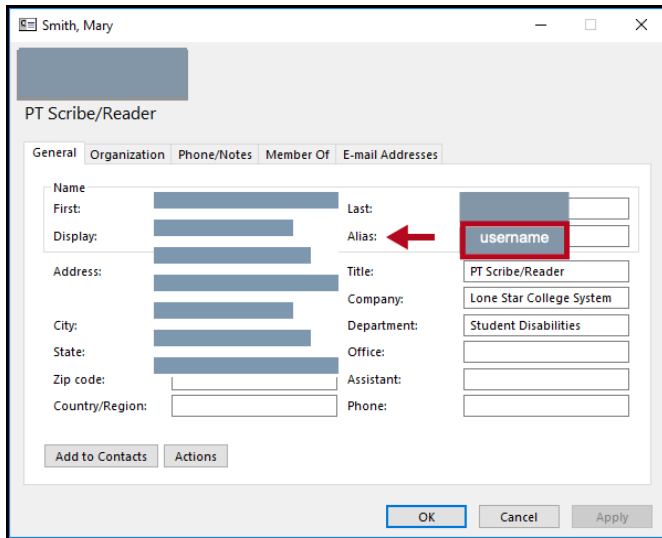 Smith, Mary
PT Scribe/Reader
General Organization Phone/Notes Member Of E-mail Addresses
Name
First: Last:
Display: Alias: username
Address: Title: PT Scribe/Reader
Company: Lone Star College System
City: Department: Student Disabilities
State: Office:
Zip code: Assistant:
Country/Region: Phone:
Add to Contacts Actions
OK Cancel Apply